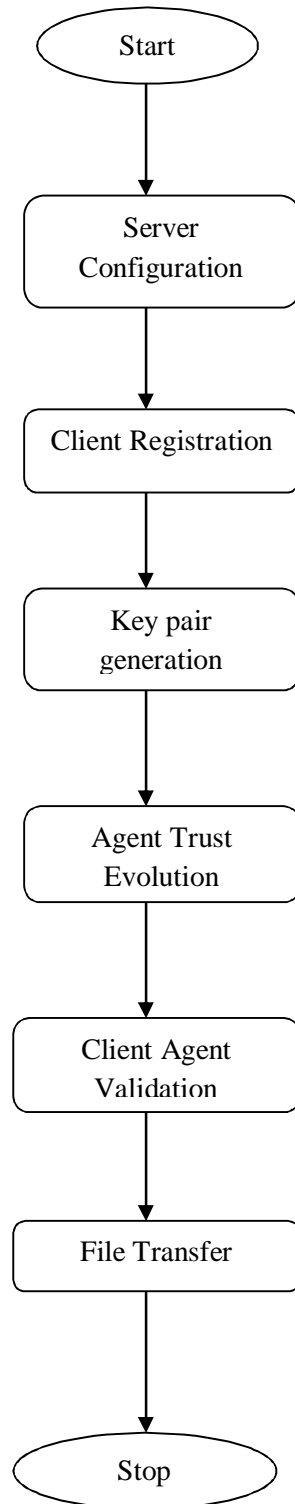 Start
Server
Configuration
Client Registration
Key pair
generation
Agent Trust
Evolution
Client Agent
Validation
File Transfer
Stop